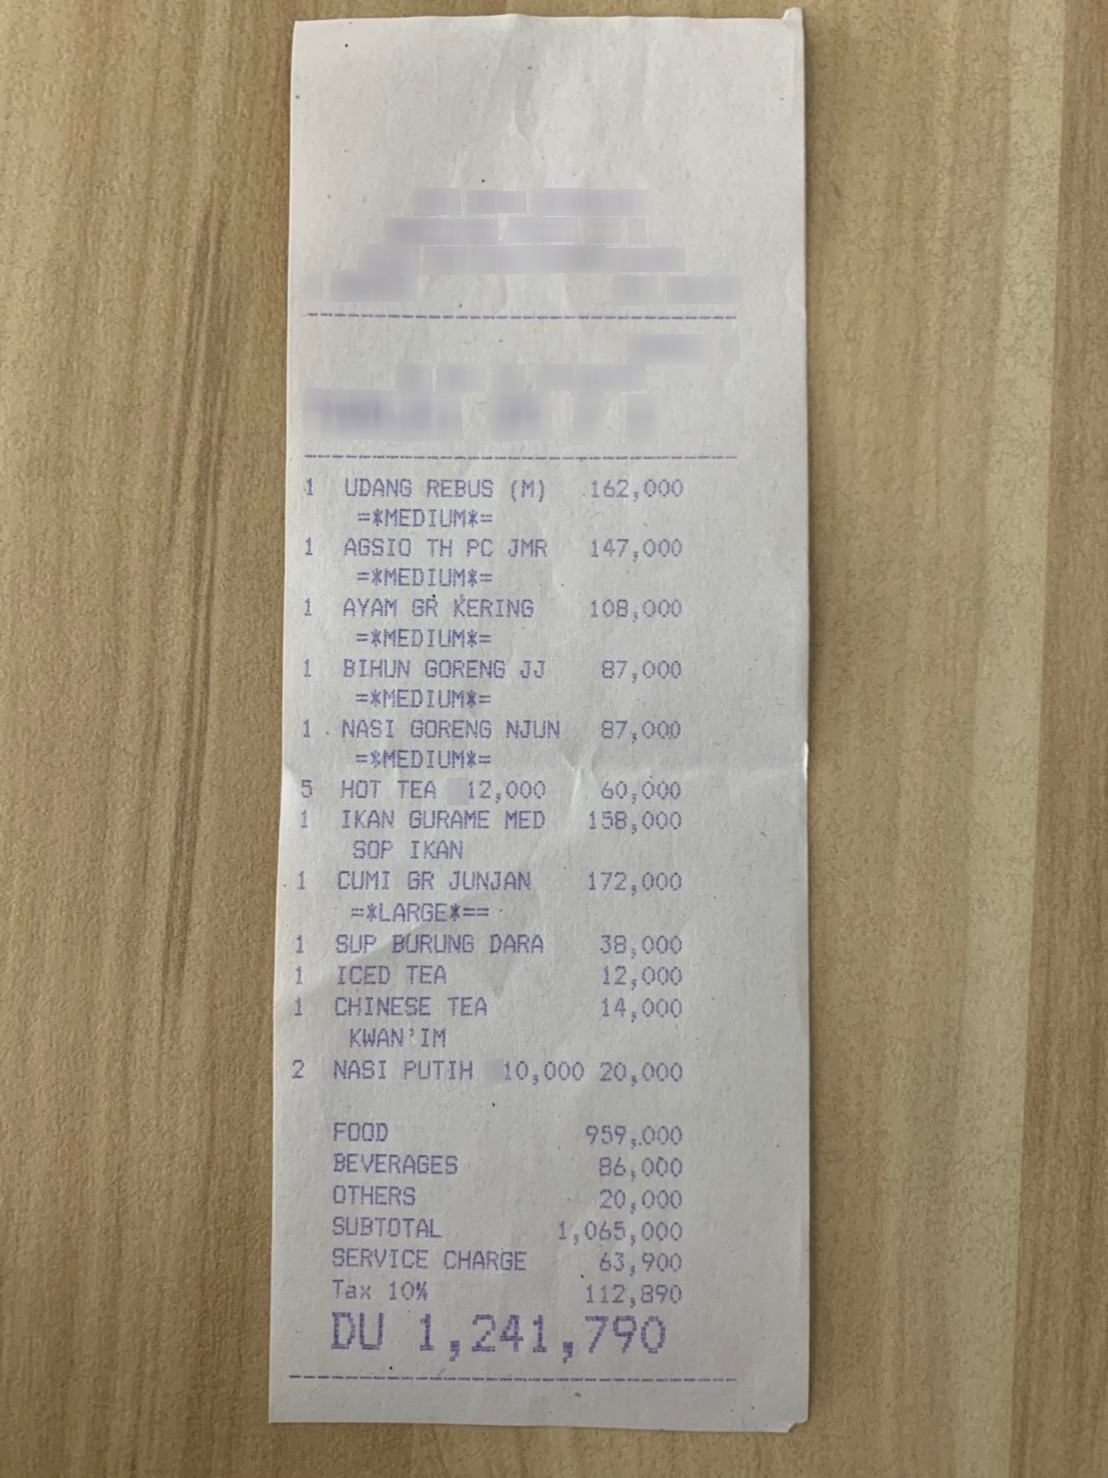 1 UDANG REBUS (M) 162,000
=*MEDIUM*=
1 AGSIO TH PC JMR 147,000
=*MEDIUM*=
1 AYAM GR KERING 108,000
=*MEDIUM*=
1 BIHUN GORENG JJ 87,000
=*MEDIUM*=
1 NASI GORENG NJUN 87,000
=*MEDIUM*=
5 HOT TEA 12,000 60,000
1 IKAN GURAME MED 158,000
SOP IKAN
1 CUMI GR JUNJAN 172,000
=*LARGE*==
1 SUP BURUNG DARA 38,000
1 ICED TEA 12,000
1 CHINESE TEA 14,000
KWAN'IM
2 NASI PUTIH 10,000 20,000
FOOD 959,000
BEVERAGES 86,000
OTHERS 20,000
SUBTOTAL 1,065,000
SERVICE CHARGE 63,900
Tax 10% 112,890
DU 1,241,790